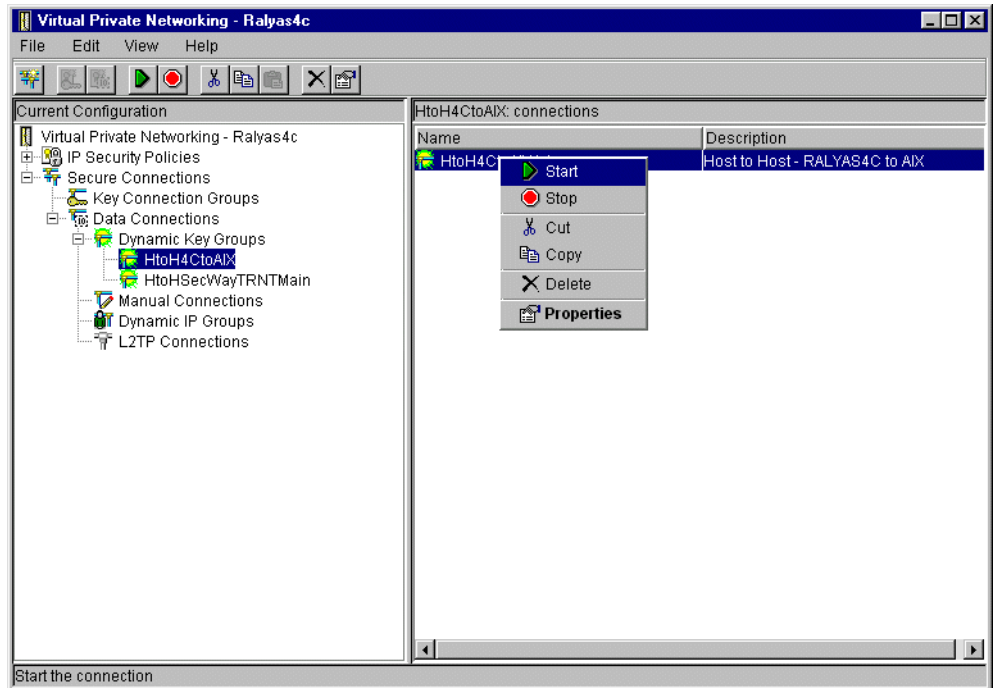 Virtual Private Networking - Ralyas4c
File Edit View Help
Current Configuration
Virtual Private Networking - Ralyas4c
IP Security Policies
Secure Connections
Key Connection Groups
Data Connections
Dynamic Key Groups
HtoH4CtoAIX
HtoHSecWayTRNTMain
Manual Connections
Dynamic IP Groups
L2TP Connections
HtoH4CtoAIX: connections
Name Description
Host to Host - RALYAS4C to AIX
Start
Stop
Cut
Copy
Delete
Properties
Start the connection